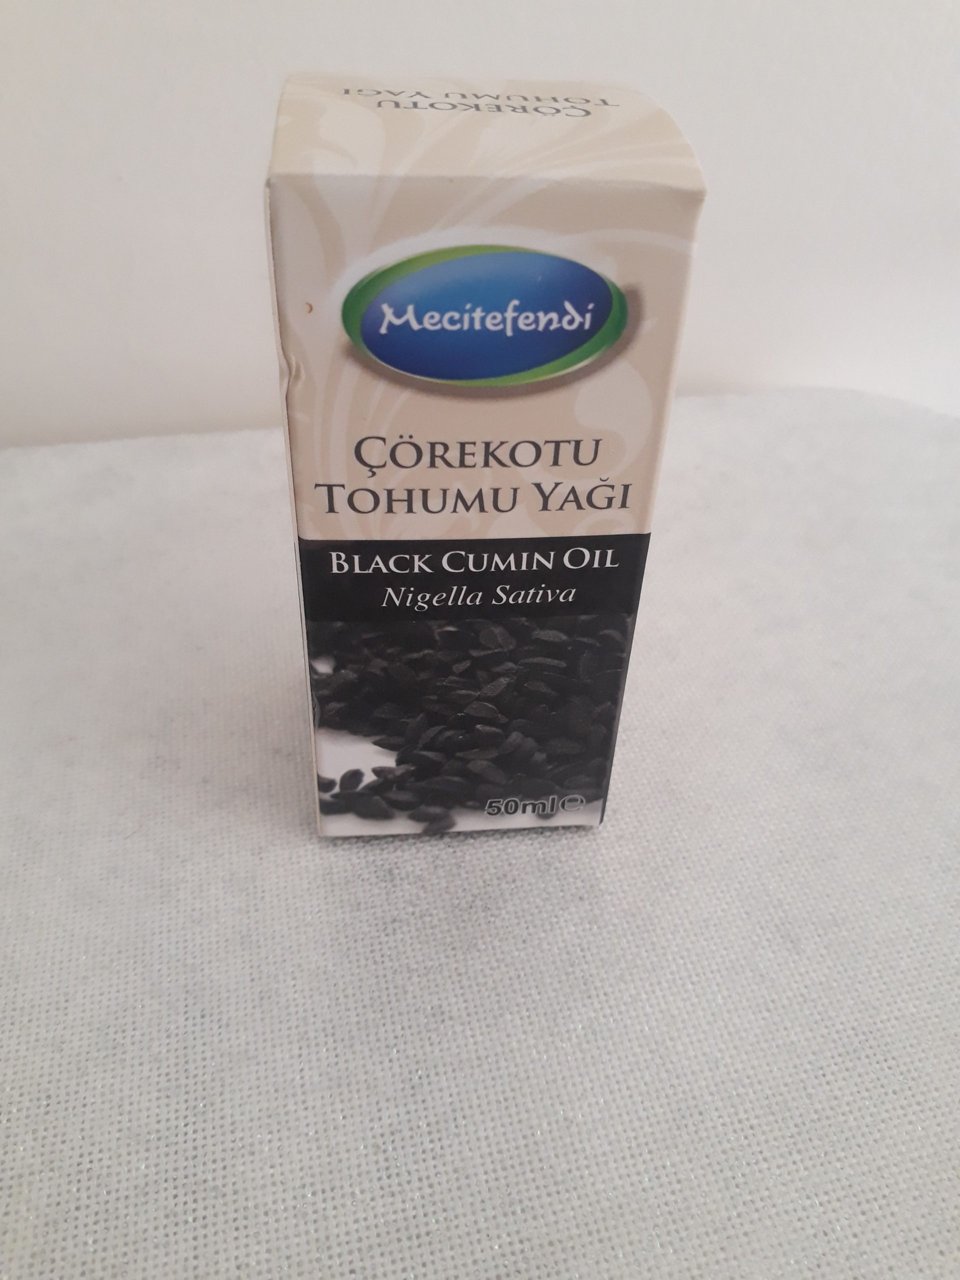 ÇÖREKOTU
TOHUMU YAĞI
Mecitefendi
ÇÖREKOTU
TOHUMU YAĞI
BLACK CUMIN OIL
Nigella Sativa
50ml ℮